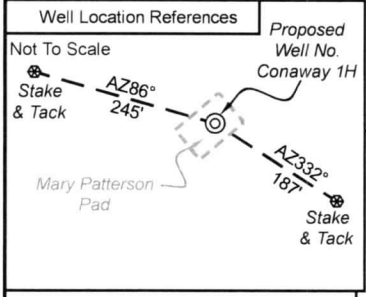 Well Location References
Not To Scale
Proposed
Well No.
Conaway 1H
Stake
& Tack
AZ86°
245'
Mary Patterson
Pad
AZ332°
187'
Stake
& Tack